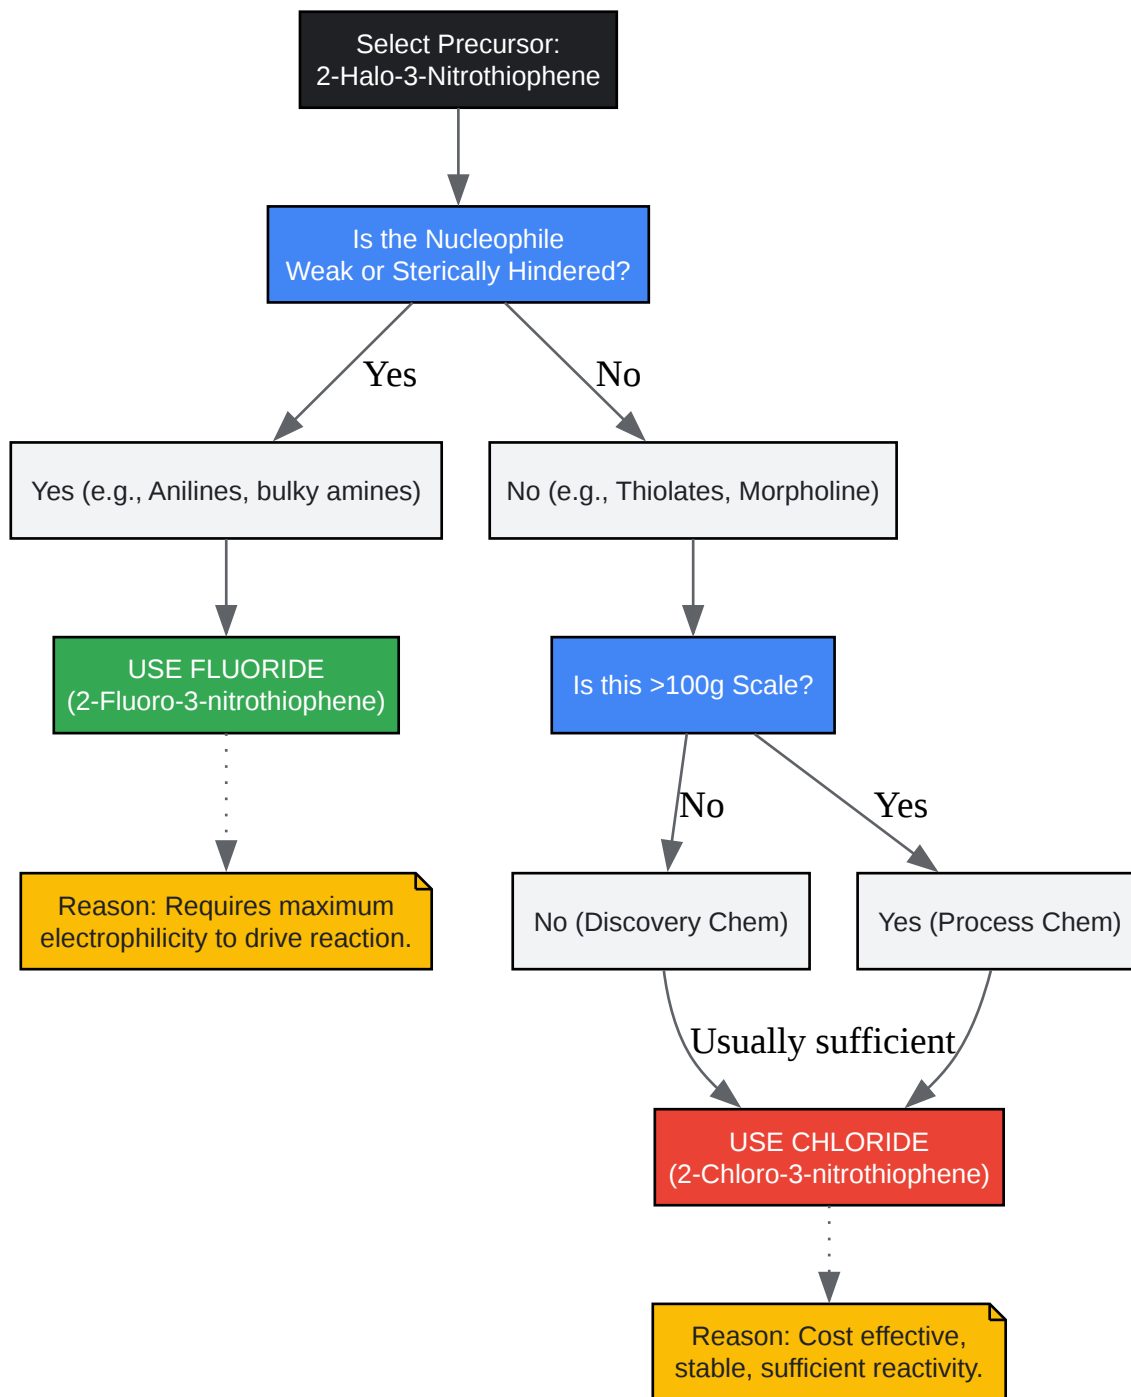 Select Precursor:
2-Halo-3-Nitrothiophene
Is the Nucleophile
Weak or Sterically Hindered?
Yes
No
Yes (e.g., Anilines, bulky amines)
No (e.g., Thiolates, Morpholine)
USE FLUORIDE
(2-Fluoro-3-nitrothiophene)
Is this >100g Scale?
No
Yes
Reason: Requires maximum
electrophilicity to drive reaction.
No (Discovery Chem)
Yes (Process Chem)
Usually sufficient
USE CHLORIDE
(2-Chloro-3-nitrothiophene)
Reason: Cost effective,
stable, sufficient reactivity.